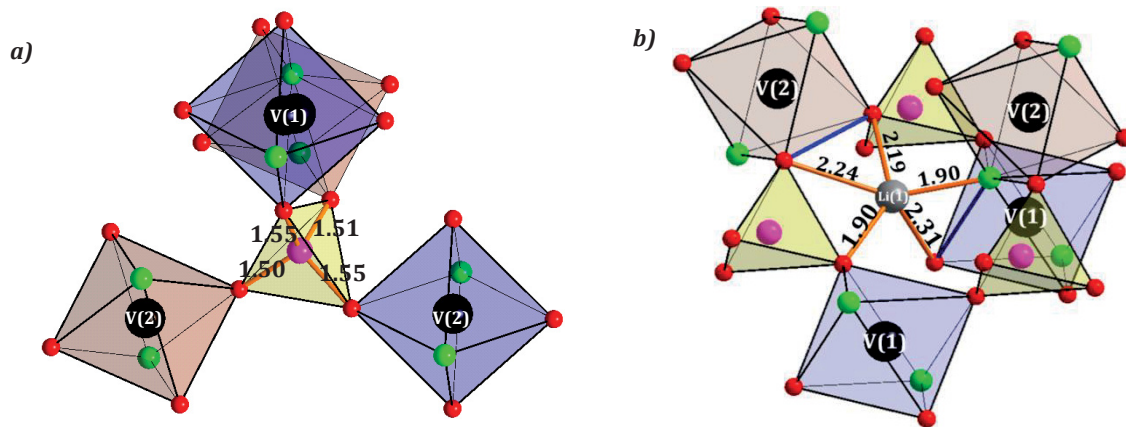 a)
V(1)
1.55
1.51
1.50
1.55
V(2)
V(2)
b)
V(2)
V(2)
2.19
2.24
1.90
Li(1)
1.90
2.31
V(1)
V(1)